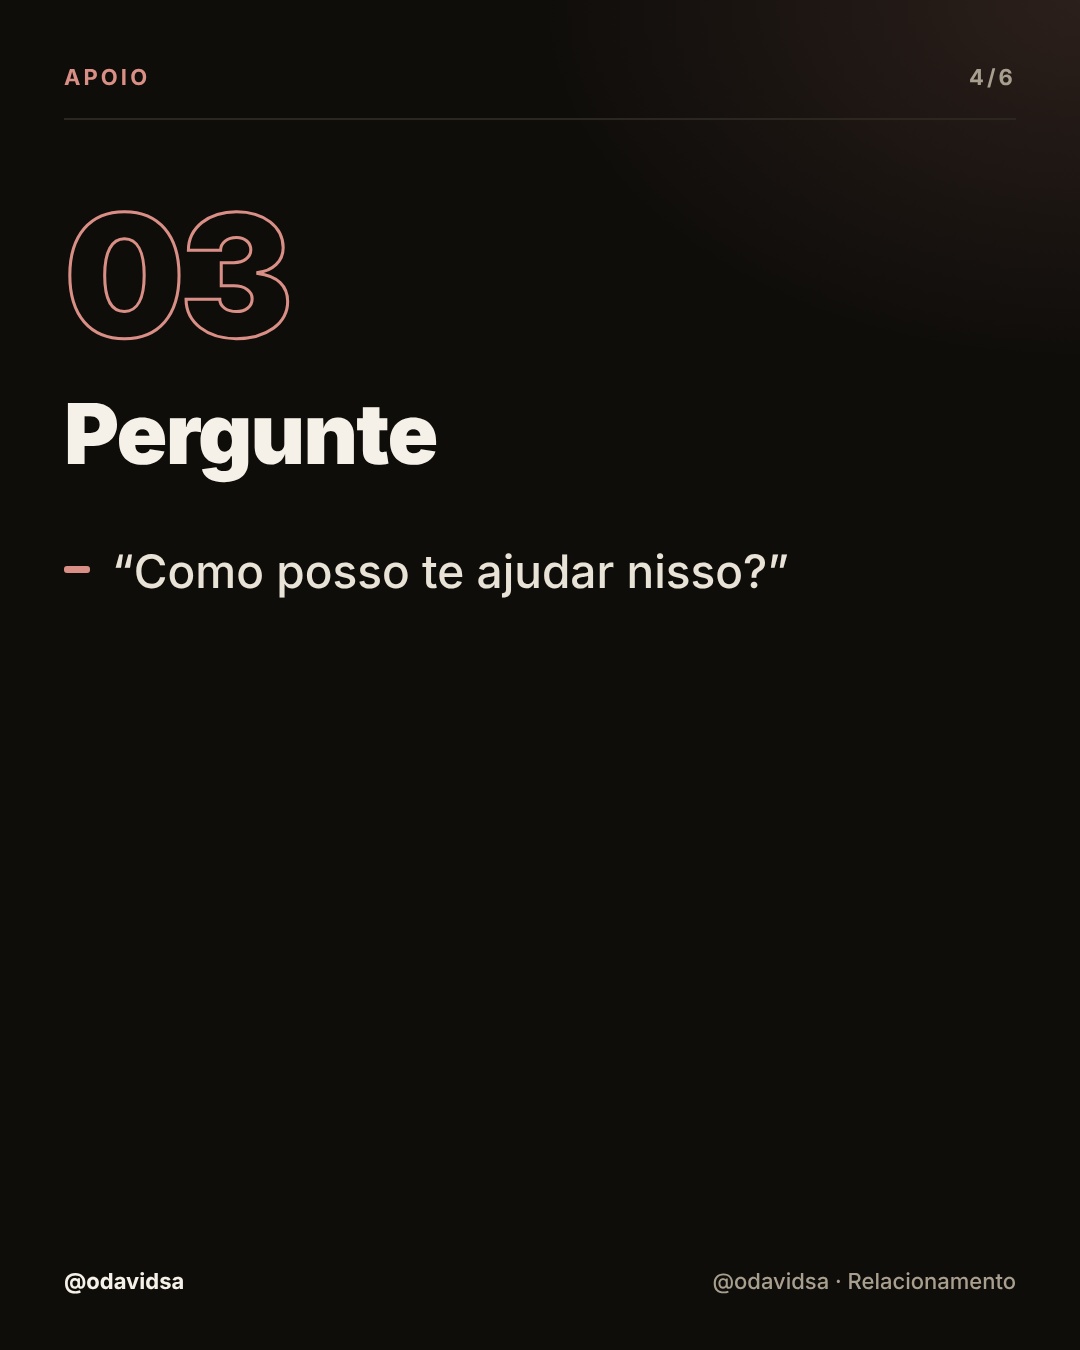 APOIO
4/6
03
Pergunte
“Como posso te ajudar nisso?”
@odavidsa
@odavidsa · Relacionamento